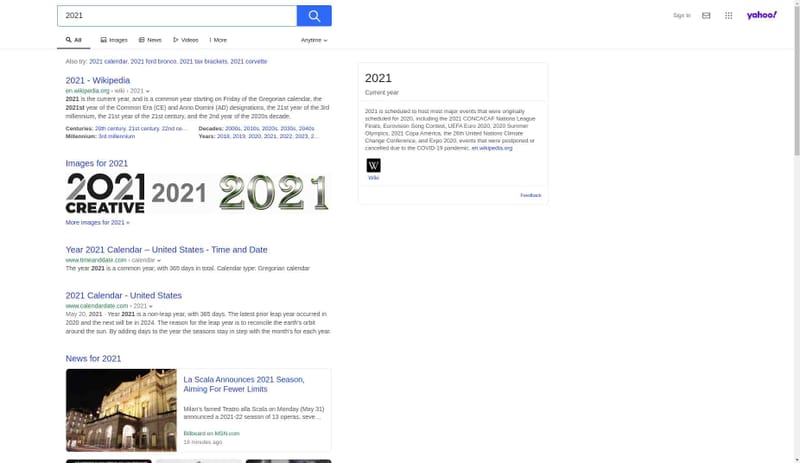 2021
Sign in
yahoo!
All
Images
News
Videos
More
Anytime
Also try: 2021 calendar, 2021 ford bronco, 2021 tax brackets, 2021 corvette
2021 - Wikipedia
en.wikipedia.org › wiki › 2021
2021 is the current year, and is a common year starting on Friday of the Gregorian calendar, the
2021st year of the Common Era (CE) and Anno Domini (AD) designations, the 21st year of the 3rd
millennium, the 21st year of the 21st century, and the 2nd year of the 2020s decade.
Centuries: 20th century, 21st century, 22nd ce...
Decades: 2000s, 2010s, 2020s, 2030s, 2040s
Millennium: 3rd millennium
Years: 2018, 2019, 2020, 2021, 2022, 2023, 2...
Images for 2021
2021
CREATIVE
2021
2021
More Images for 2021 »
Year 2021 Calendar – United States - Time and Date
www.timeanddate.com › calendar
The year 2021 is a common year, with 365 days in total. Calendar type: Gregorian calendar
2021 Calendar - United States
www.calendardate.com › 2021
May 20, 2021 · Year 2021 is a non-leap year, with 365 days. The latest prior leap year occurred in
2020 and the next will be in 2024. The reason for the leap year is to reconcile the earth's orbit
around the sun. By adding days to the year the seasons stay in step with the month's for each year.
News for 2021
La Scala Announces 2021 Season,
Aiming For Fewer Limits
Milan's famed Teatro alla Scala on Monday (May 31)
announced a 2021-22 season of 13 operas, seve...
Billboard on MSN.com
18 minutes ago
2021
Current year
2021 is scheduled to host most major events that were originally
scheduled for 2020, including the 2021 CONCACAF Nations League
Finals, Eurovision Song Contest, UEFA Euro 2020, 2020 Summer
Olympics, 2021 Copa America, the 26th United Nations Climate
Change Conference, and Expo 2020, events that were postponed or
cancelled due to the COVID-19 pandemic. en.wikipedia.org
W
Wiki
Feedback